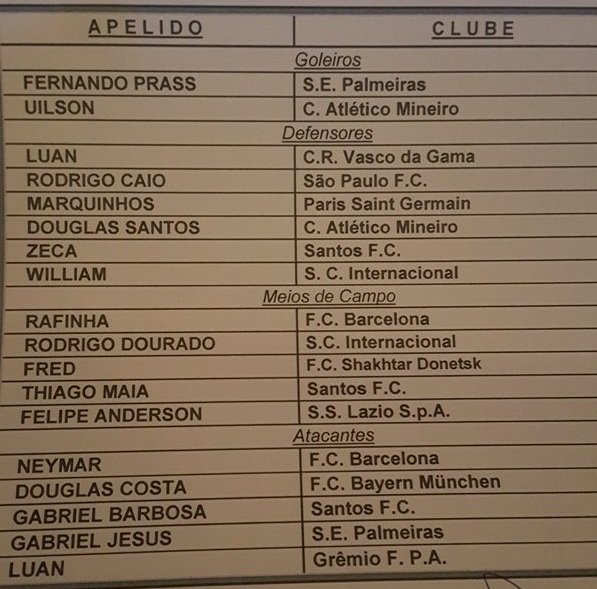 APELIDO CLUBE
Goleiros
FERNANDO PRASS S.E. Palmeiras
UILSON C. Atlético Mineiro
Defensores
LUAN C.R. Vasco da Gama
RODRIGO CAIO São Paulo F.C.
MARQUINHOS Paris Saint Germain
DOUGLAS SANTOS C. Atlético Mineiro
ZECA Santos F.C.
WILLIAM S. C. Internacional
Meios de Campo
RAFINHA F.C. Barcelona
RODRIGO DOURADO S.C. Internacional
FRED F.C. Shakhtar Donetsk
THIAGO MAIA Santos F.C.
FELIPE ANDERSON S.S. Lazio S.p.A.
Atacantes
NEYMAR F.C. Barcelona
DOUGLAS COSTA F.C. Bayern München
GABRIEL BARBOSA Santos F.C.
GABRIEL JESUS S.E. Palmeiras
LUAN Grêmio F. P.A.